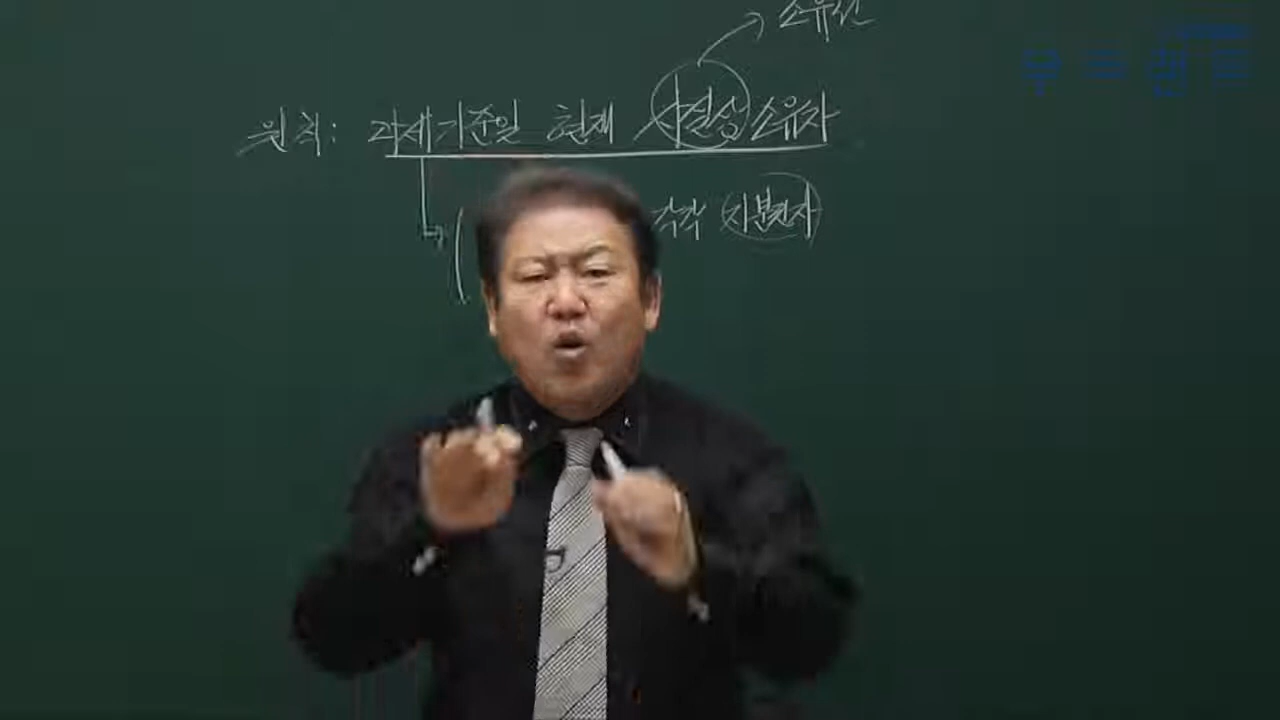 소유권
원칙: 과세기준일 현재 사실상 소유자
각각 지분권자